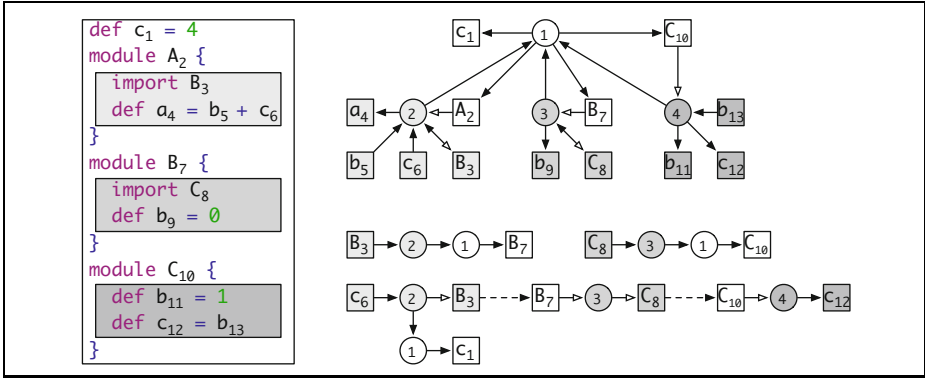 def c₁ = 4
module A₂ {
import B₃
def a₄ = b₅ + c₆
}
module B₇ {
import C₈
def b₉ = 0
}
module C₁₀ {
def b₁₁ = 1
def c₁₂ = b₁₃
}
c₁ 1 C₁₀
a₄ 2 A₂ 3 B₇ 4 b₁₃
b₅ c₆ B₃ b₉ C₈ b₁₁ c₁₂
B₃ 2 1 B₇ C₈ 3 1 C₁₀
c₆ 2 B₃ B₇ 3 C₈ C₁₀ 4 c₁₂
1 c₁